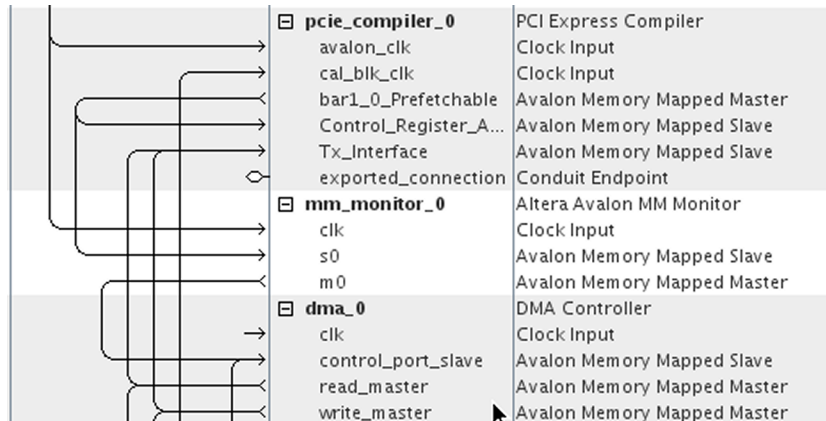 pcie_compiler_0 PCI Express Compiler
avalon_clk Clock Input
cal_blk_clk Clock Input
bar1_0_Prefetchable Avalon Memory Mapped Master
Control_Register_A... Avalon Memory Mapped Slave
Tx_Interface Avalon Memory Mapped Slave
exported_connection Conduit Endpoint
mm_monitor_0 Altera Avalon MM Monitor
clk Clock Input
s0 Avalon Memory Mapped Slave
m0 Avalon Memory Mapped Master
dma_0 DMA Controller
clk Clock Input
control_port_slave Avalon Memory Mapped Slave
read_master Avalon Memory Mapped Master
write_master Avalon Memory Mapped Master